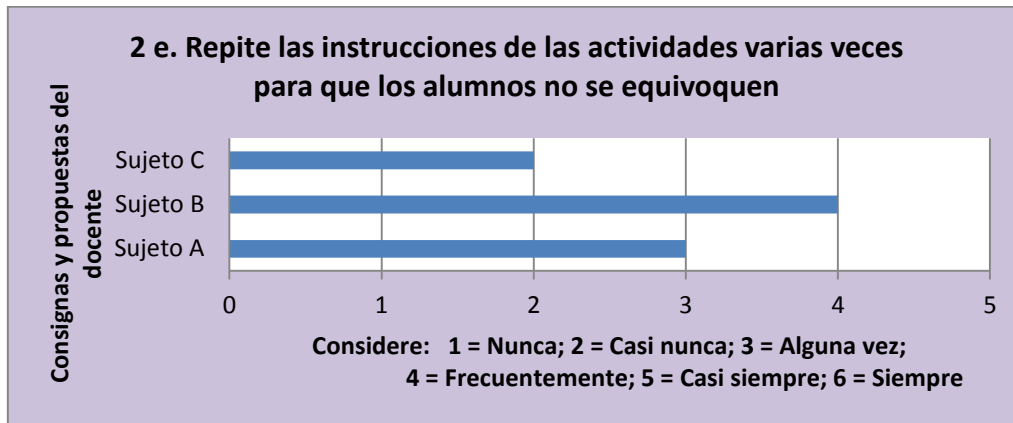 2 e. Repite las instrucciones de las actividades varias veces
para que los alumnos no se equivoquen
Consignas y propuestas del
docente
Sujeto C
Sujeto B
Sujeto A
0 1 2 3 4 5
Considere: 1 = Nunca; 2 = Casi nunca; 3 = Alguna vez;
4 = Frecuentemente; 5 = Casi siempre; 6 = Siempre